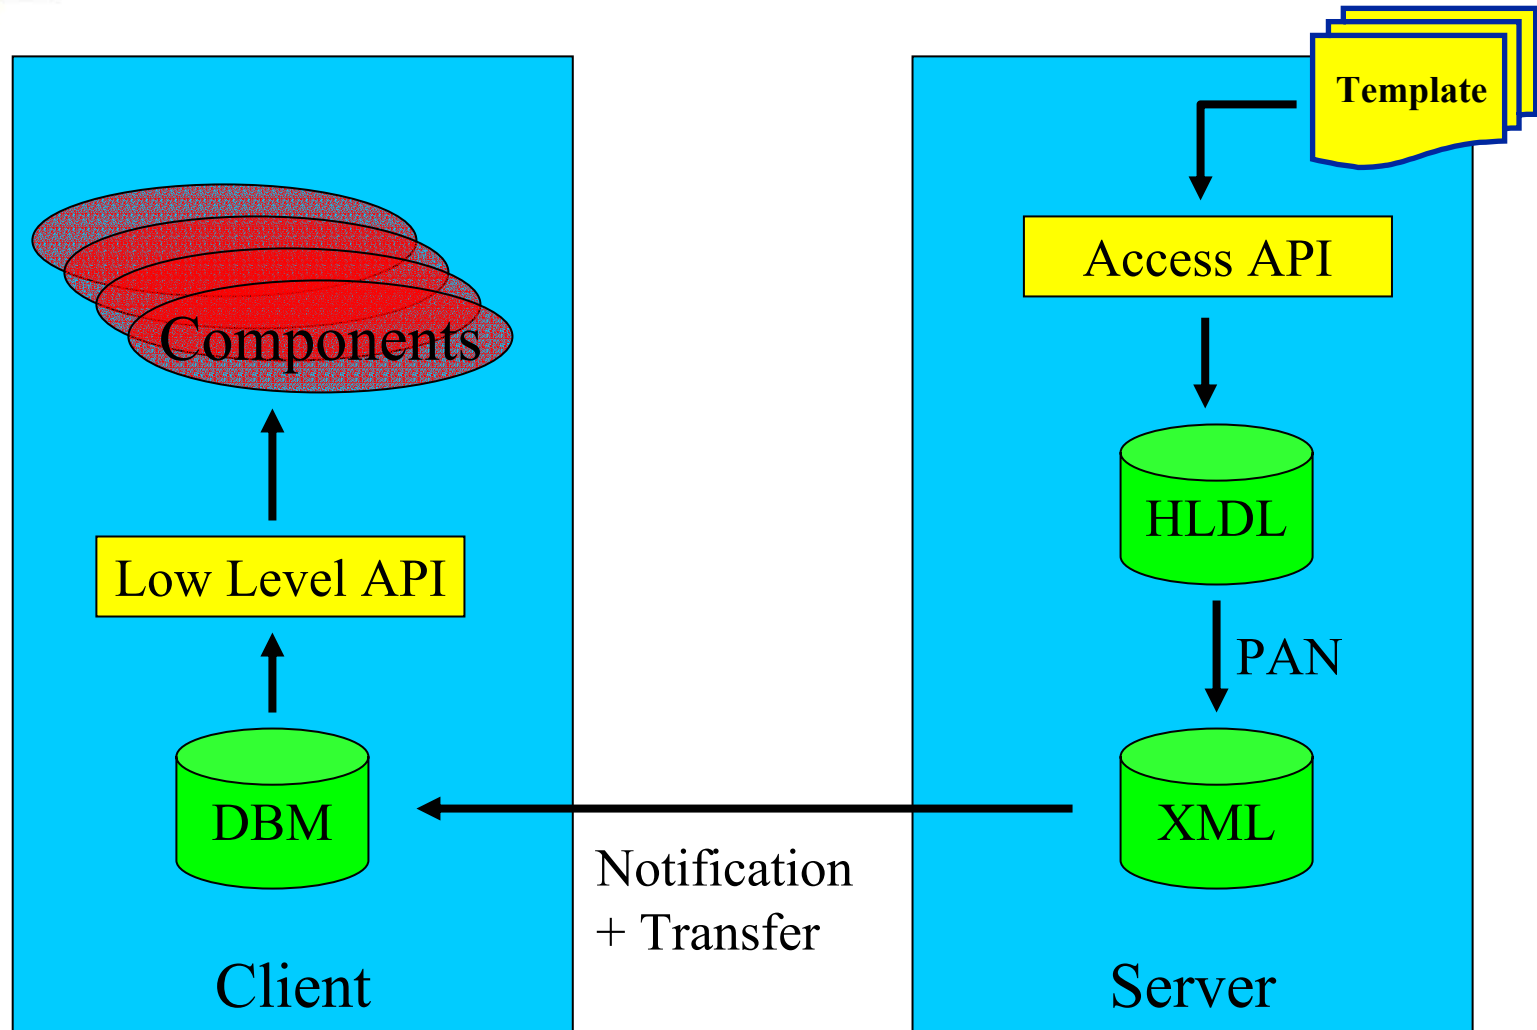 Template
Access API
Components
HLDL
Low Level API
PAN
DBM
XML
Notification
+ Transfer
Client
Server